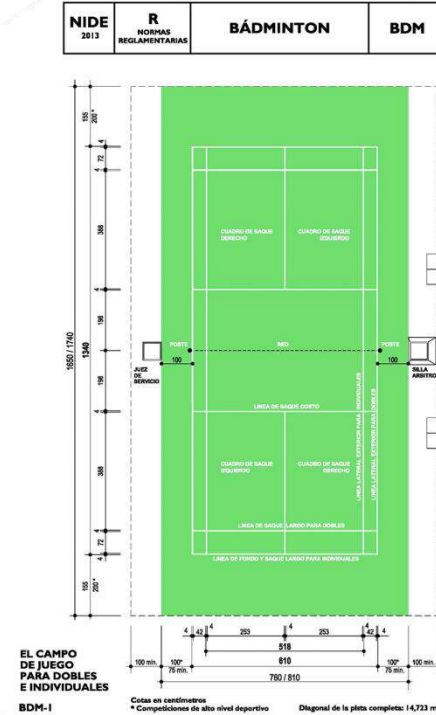 NIDE
2013
R
NORMAS
REGLAMENTARIAS
BÁDMINTON
BDM
155
200*
4
72
4
388
4
198
1340
1650 / 1740
198
4
388
4
72
4
155
200*
CUADRO DE SAQUE
DERECHO
CUADRO DE SAQUE
IZQUIERDO
POSTE
RED
POSTE
100
100
JUEZ
DE
SERVICIO
SILLA
ARBITRO
LINEA DE SAQUE CORTO
LINEA LATERAL EXTERIOR PARA INDIVIDUALES
LINEA LATERAL EXTERIOR PARA DOBLES
CUADRO DE SAQUE
IZQUIERDO
CUADRO DE SAQUE
DERECHO
LINEA DE SAQUE LARGO PARA DOBLES
LINEA DE FONDO Y SAQUE LARGO PARA INDIVIDUALES
4 42 4 253 4 253 4 42 4
518
100 min. 100* 75 min. 610 100* 75 min. 100 min.
760 / 810
EL CAMPO
DE JUEGO
PARA DOBLES
E INDIVIDUALES
BDM-1
Cotas en centímetros
* Competiciones de alto nivel deportivo
Diagonal de la pista completa: 14,723 m